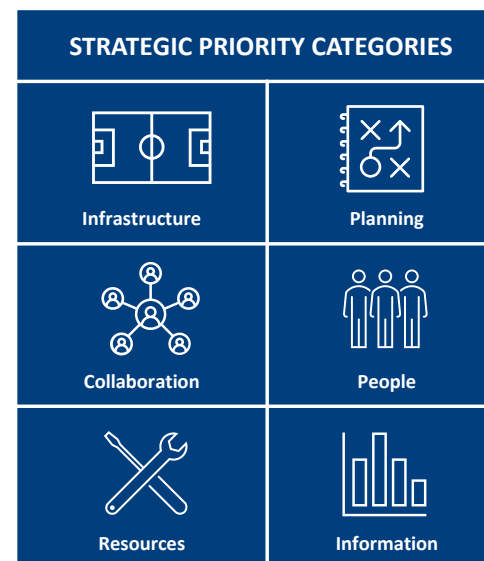 STRATEGIC PRIORITY CATEGORIES
Infrastructure
Planning
Collaboration
People
Resources
Information